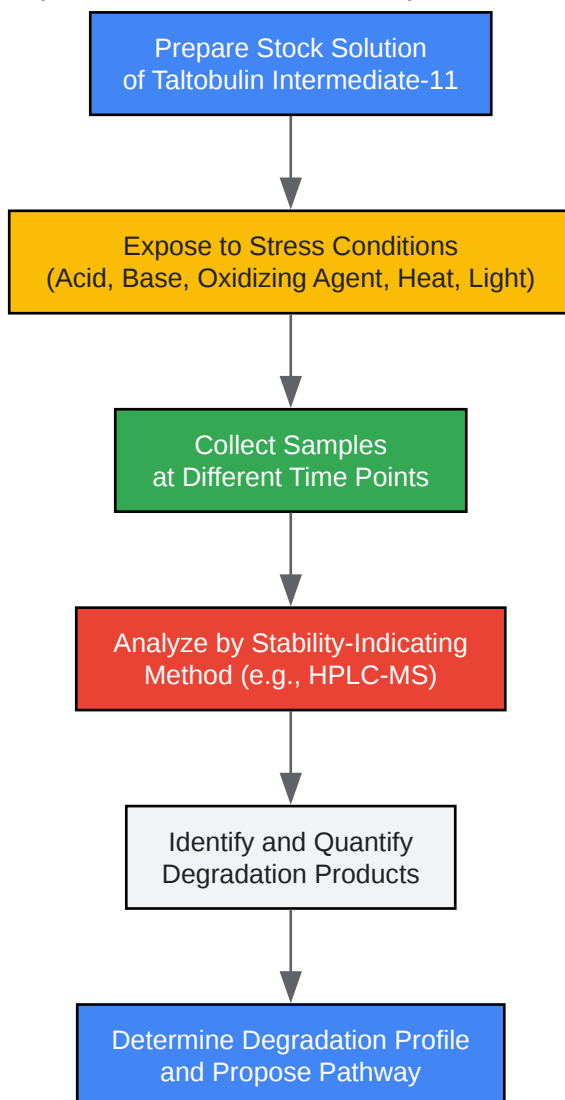 Prepare Stock Solution
of Taltobulin Intermediate-11
Expose to Stress Conditions
(Acid, Base, Oxidizing Agent, Heat, Light)
Collect Samples
at Different Time Points
Analyze by Stability-Indicating
Method (e.g., HPLC-MS)
Identify and Quantify
Degradation Products
Determine Degradation Profile
and Propose Pathway